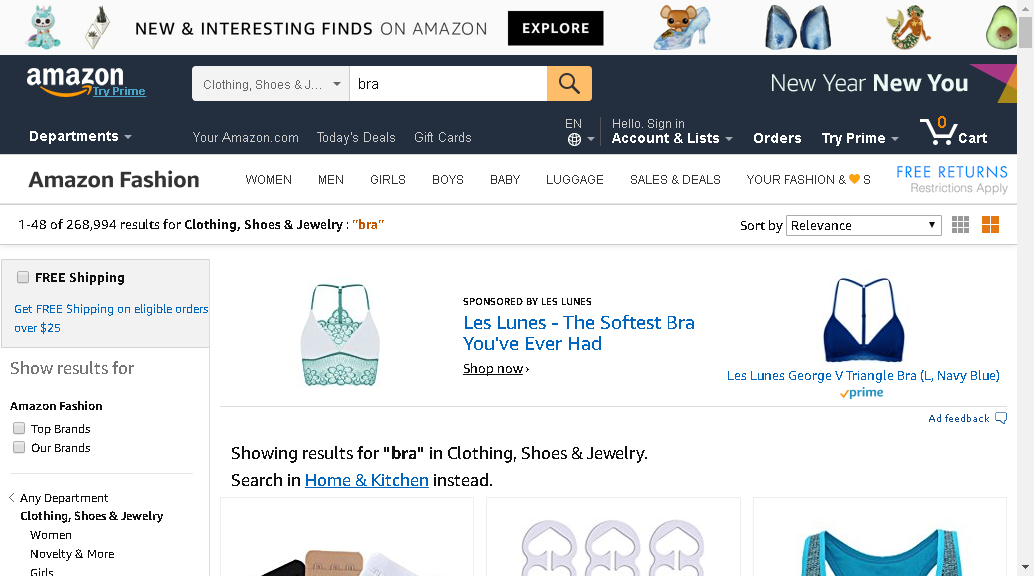 NEW & INTERESTING FINDS ON AMAZON EXPLORE
amazon
Try Prime
Clothing, Shoes & J... bra
New Year New You
Departments
Your Amazon.com Today's Deals Gift Cards
EN
Hello. Sign in
Account & Lists
Orders
Try Prime
0
Cart
Amazon Fashion
WOMEN MEN GIRLS BOYS BABY LUGGAGE SALES & DEALS YOUR FASHION & 🧡 S
FREE RETURNS
Restrictions Apply
1-48 of 268,994 results for Clothing, Shoes & Jewelry : "bra"
Sort by Relevance
FREE Shipping
Get FREE Shipping on eligible orders
over $25
Show results for
Amazon Fashion
Top Brands
Our Brands
Any Department
Clothing, Shoes & Jewelry
Women
Novelty & More
Girls
SPONSORED BY LES LUNES
Les Lunes - The Softest Bra
You've Ever Had
Shop now ›
Les Lunes George V Triangle Bra (L, Navy Blue)
prime
Ad feedback
Showing results for "bra" in Clothing, Shoes & Jewelry.
Search in Home & Kitchen instead.